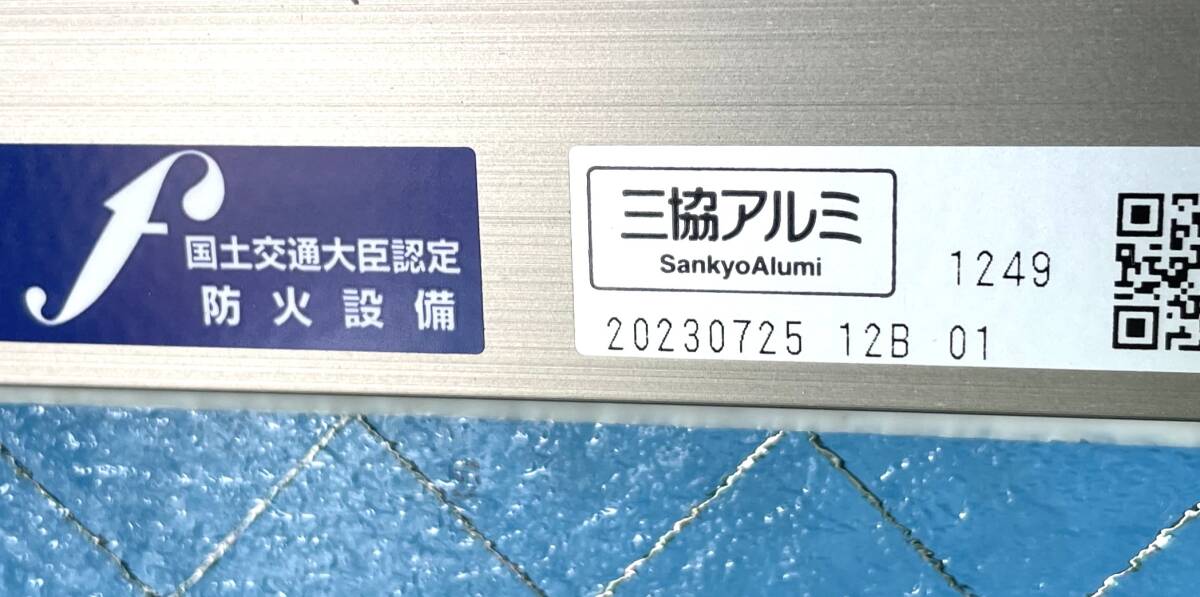 国土交通大臣認定
防火設備
三協アルミ
SankyoAlumi
1249
20230725 12B 01